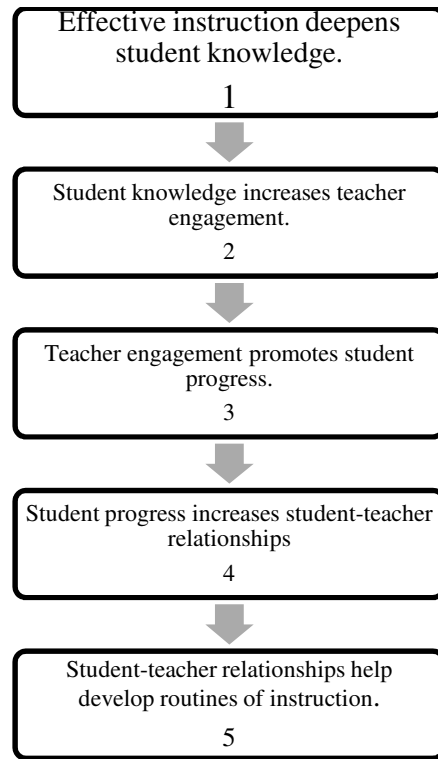 Effective instruction deepens
student knowledge.
1
Student knowledge increases teacher
engagement.
2
Teacher engagement promotes student
progress.
3
Student progress increases student-teacher
relationships
4
Student-teacher relationships help
develop routines of instruction.
5